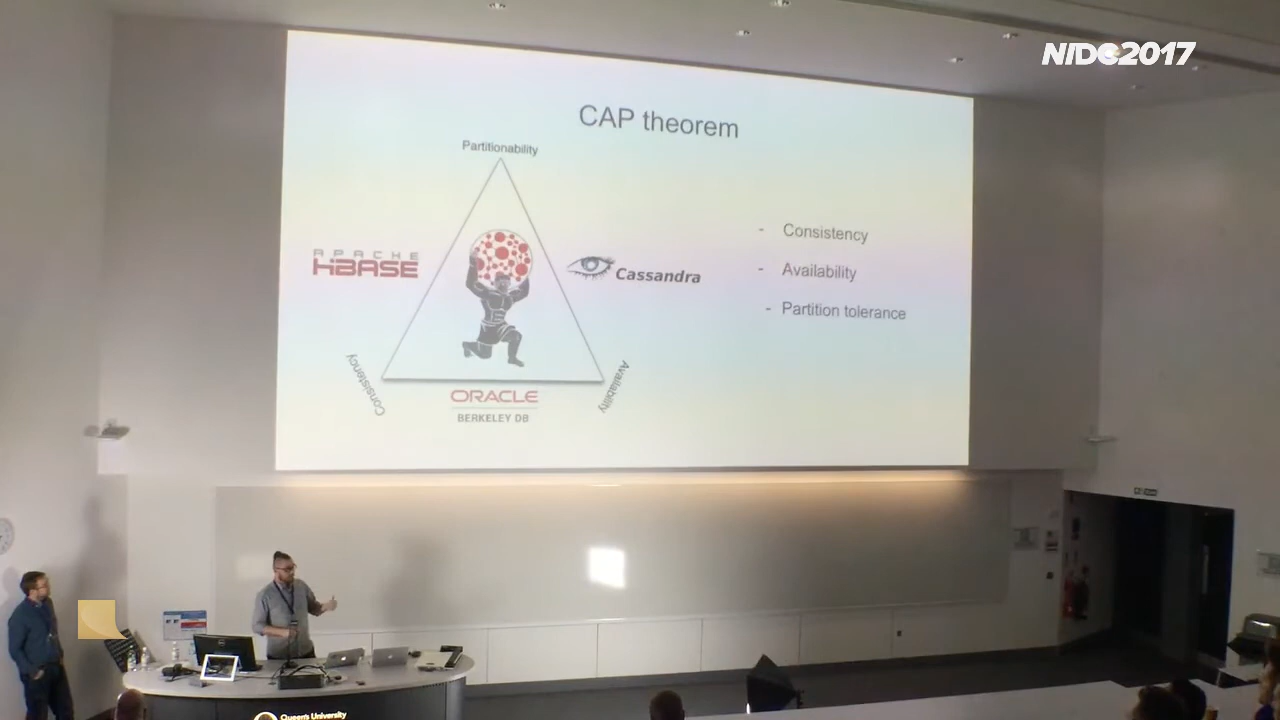 NIDC2017
CAP theorem
Partitionability
APACHE
HBASE
Cassandra
Consistency
Availability
ORACLE
BERKELEY DB
- Consistency
- Availability
- Partition tolerance
Queen's University